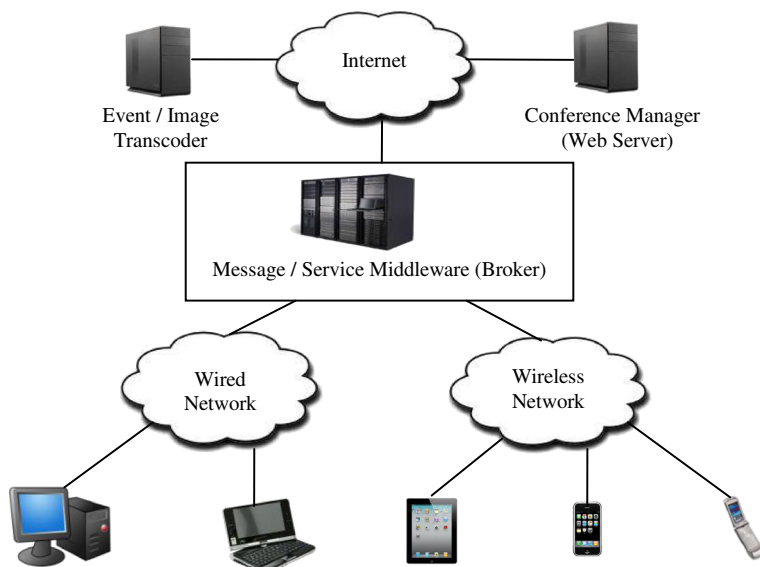 Internet
Event / Image
Transcoder
Conference Manager
(Web Server)
Message / Service Middleware (Broker)
Wired
Network
Wireless
Network